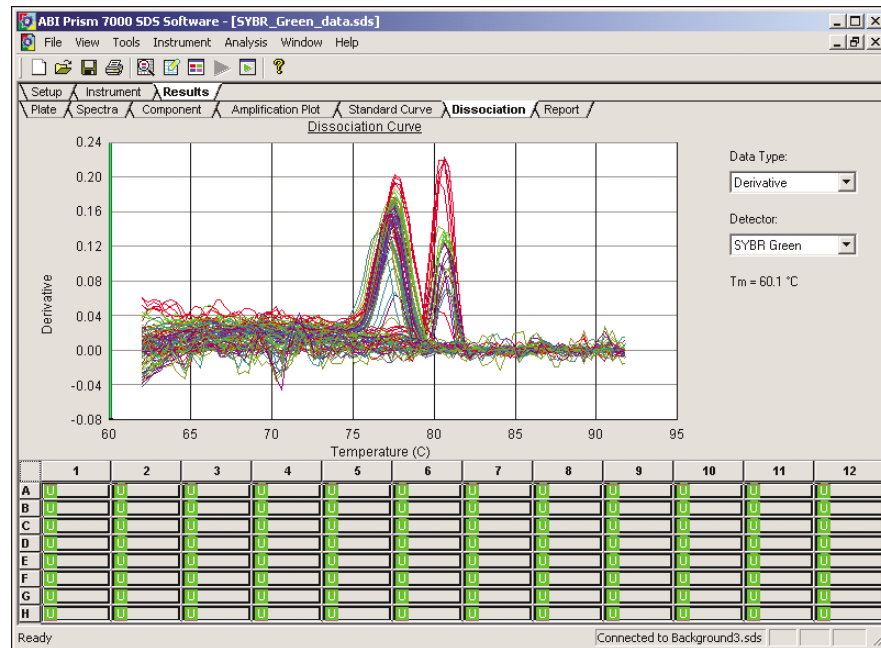 ABI Prism 7000 SDS Software - [SYBR_Green_data.sds]
File View Tools Instrument Analysis Window Help
Setup Instrument Results
Plate Spectra Component Amplification Plot Standard Curve Dissociation Report
Dissociation Curve
0.24
0.20
0.16
0.12
0.08
0.04
0.00
-0.04
-0.08
Derivative
60 65 70 75 80 85 90 95
Temperature (C)
Data Type:
Derivative
Detector:
SYBR Green
Tm = 60.1 °C
1 2 3 4 5 6 7 8 9 10 11 12
A U U U U U U U U U U U U
B U U U U U U U U U U U U
C U U U U U U U U U U U U
D U U U U U U U U U U U U
E U U U U U U U U U U U U
F U U U U U U U U U U U U
G U U U U U U U U U U U U
H U U U U U U U U U U U U
Ready Connected to Background3.sds